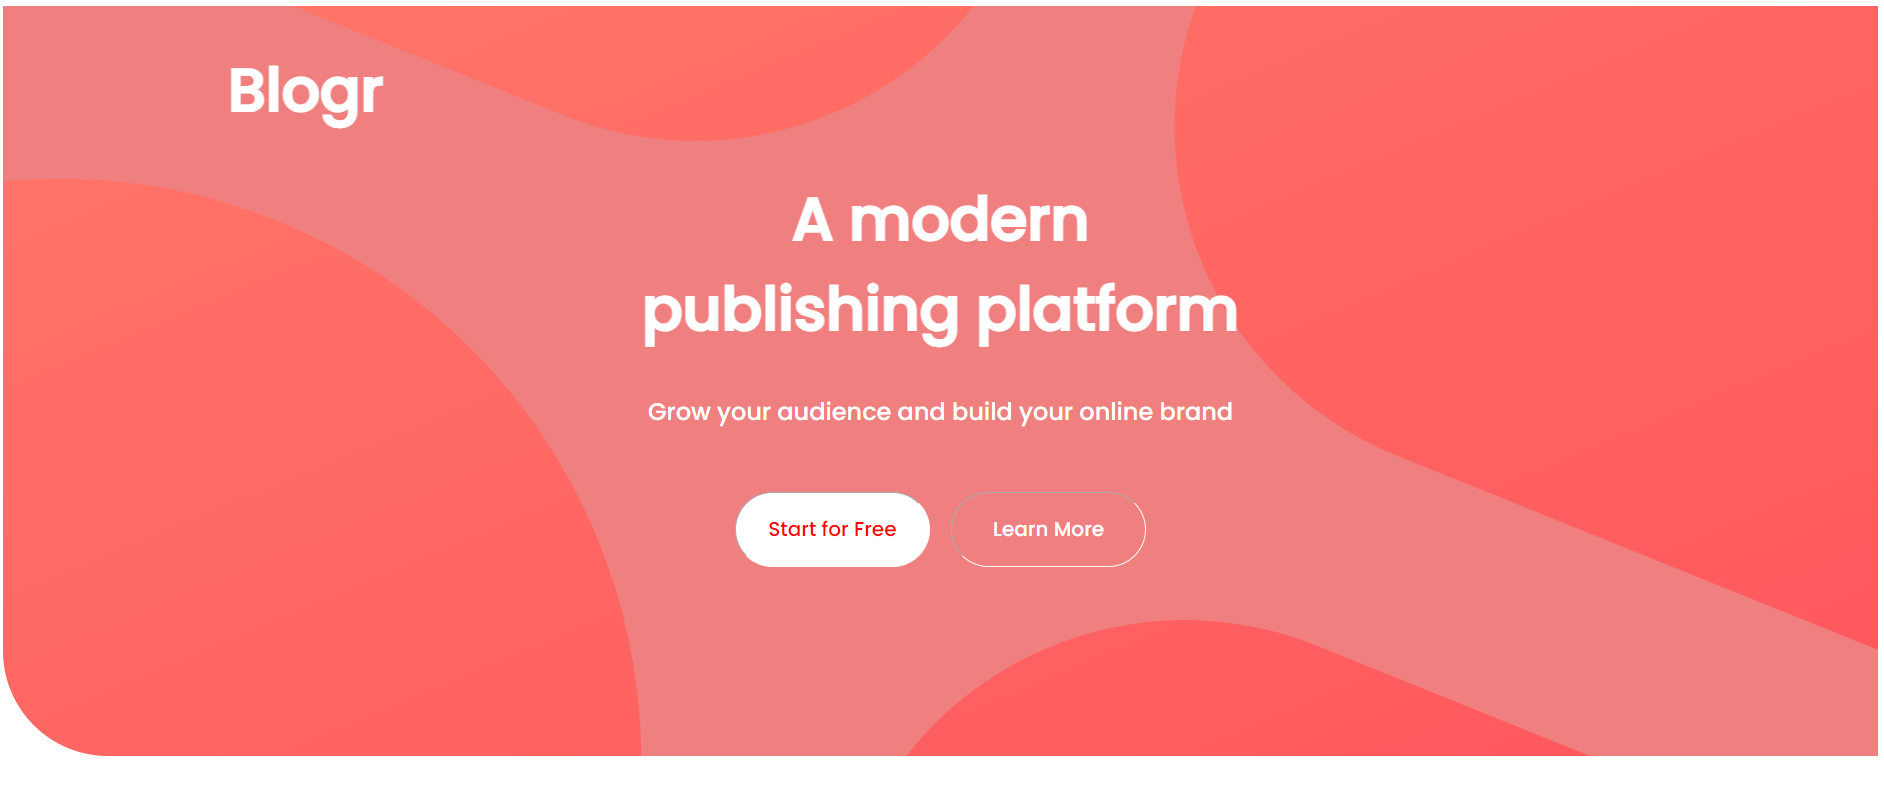 Blogr
A modern
publishing platform
Grow your audience and build your online brand
Start for Free
Learn More